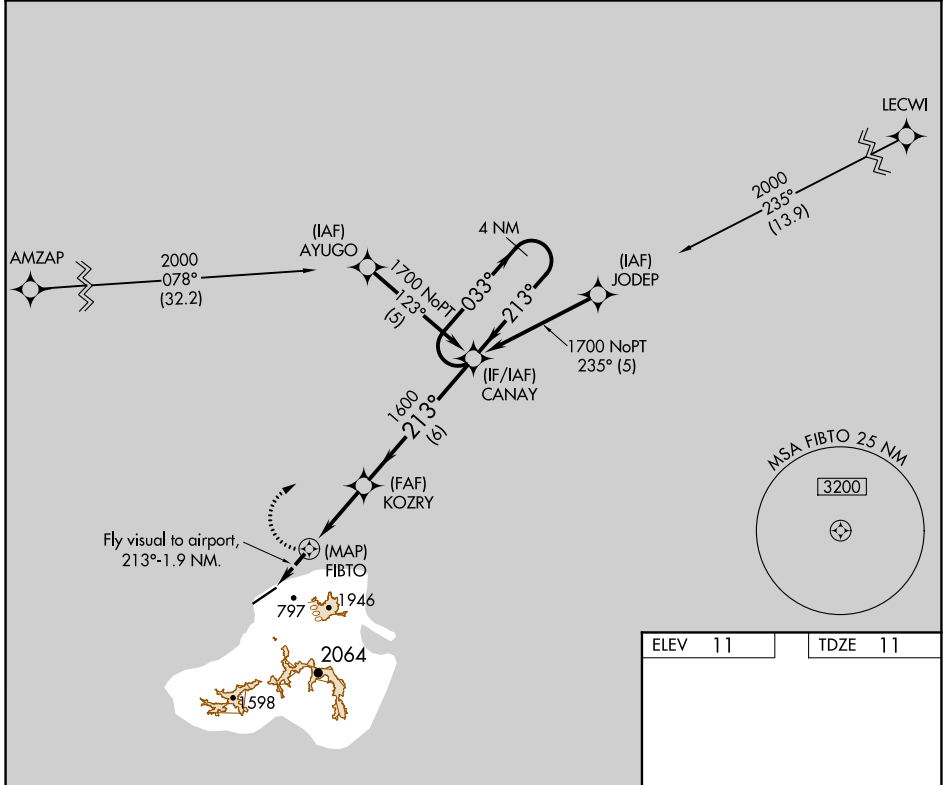 LECWI
2000
235°
(13.9)
4 NM
(IAF)
AYUGO
AMZAP
2000
078°
(32.2)
1700 NoPT
123°
(5)
033°
213°
(IAF)
JODEP
1700 NoPT
235° (5)
(IF/IAF)
CANAY
1600
213°
(6)
(FAF)
KOZRY
MSA FIBTO 25 NM
3200
Fly visual to airport,
213°-1.9 NM.
(MAP)
FIBTO
797
1946
2064
1598
ELEV 11
TDZE 11